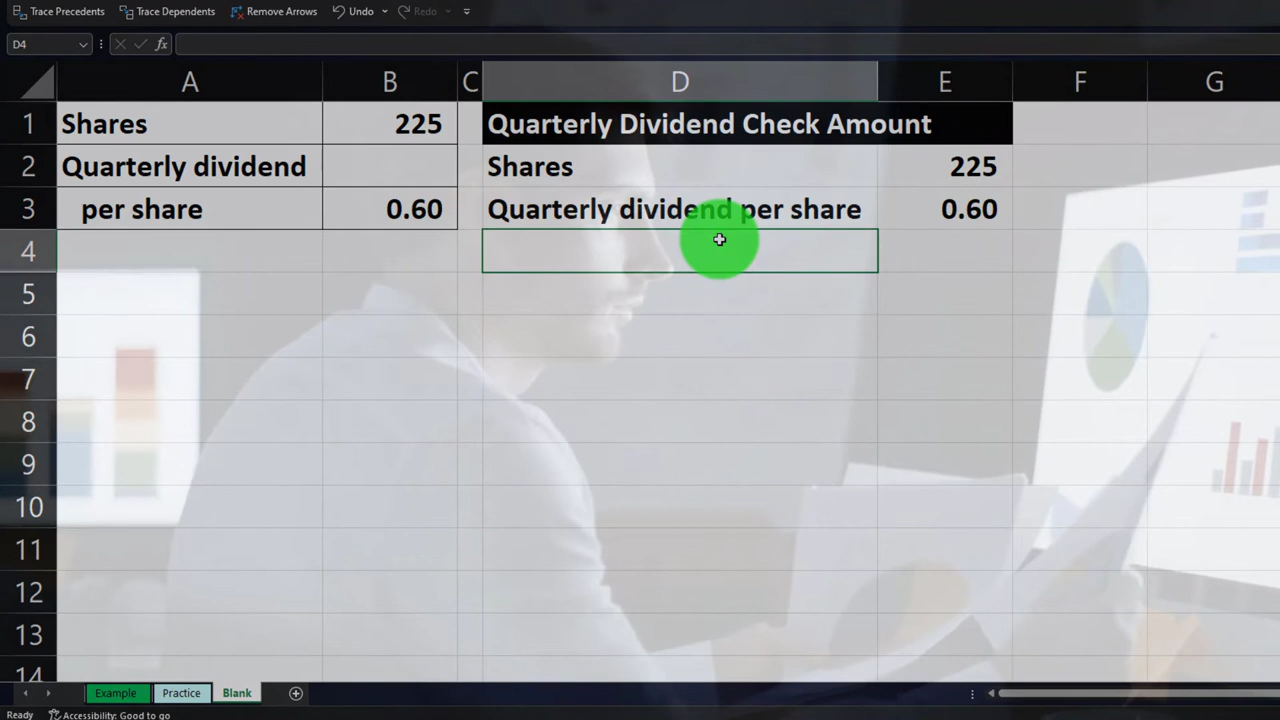 Trace Precedents Trace Dependents Remove Arrows Undo Redo
D4 fx
A B C D E F G
1 Shares 225 Quarterly Dividend Check Amount
2 Quarterly dividend Shares 225
3 per share 0.60 Quarterly dividend per share 0.60
4
5
6
7
8
9
10
11
12
13
14
Example Practice Blank
Ready Accessibility: Good to go